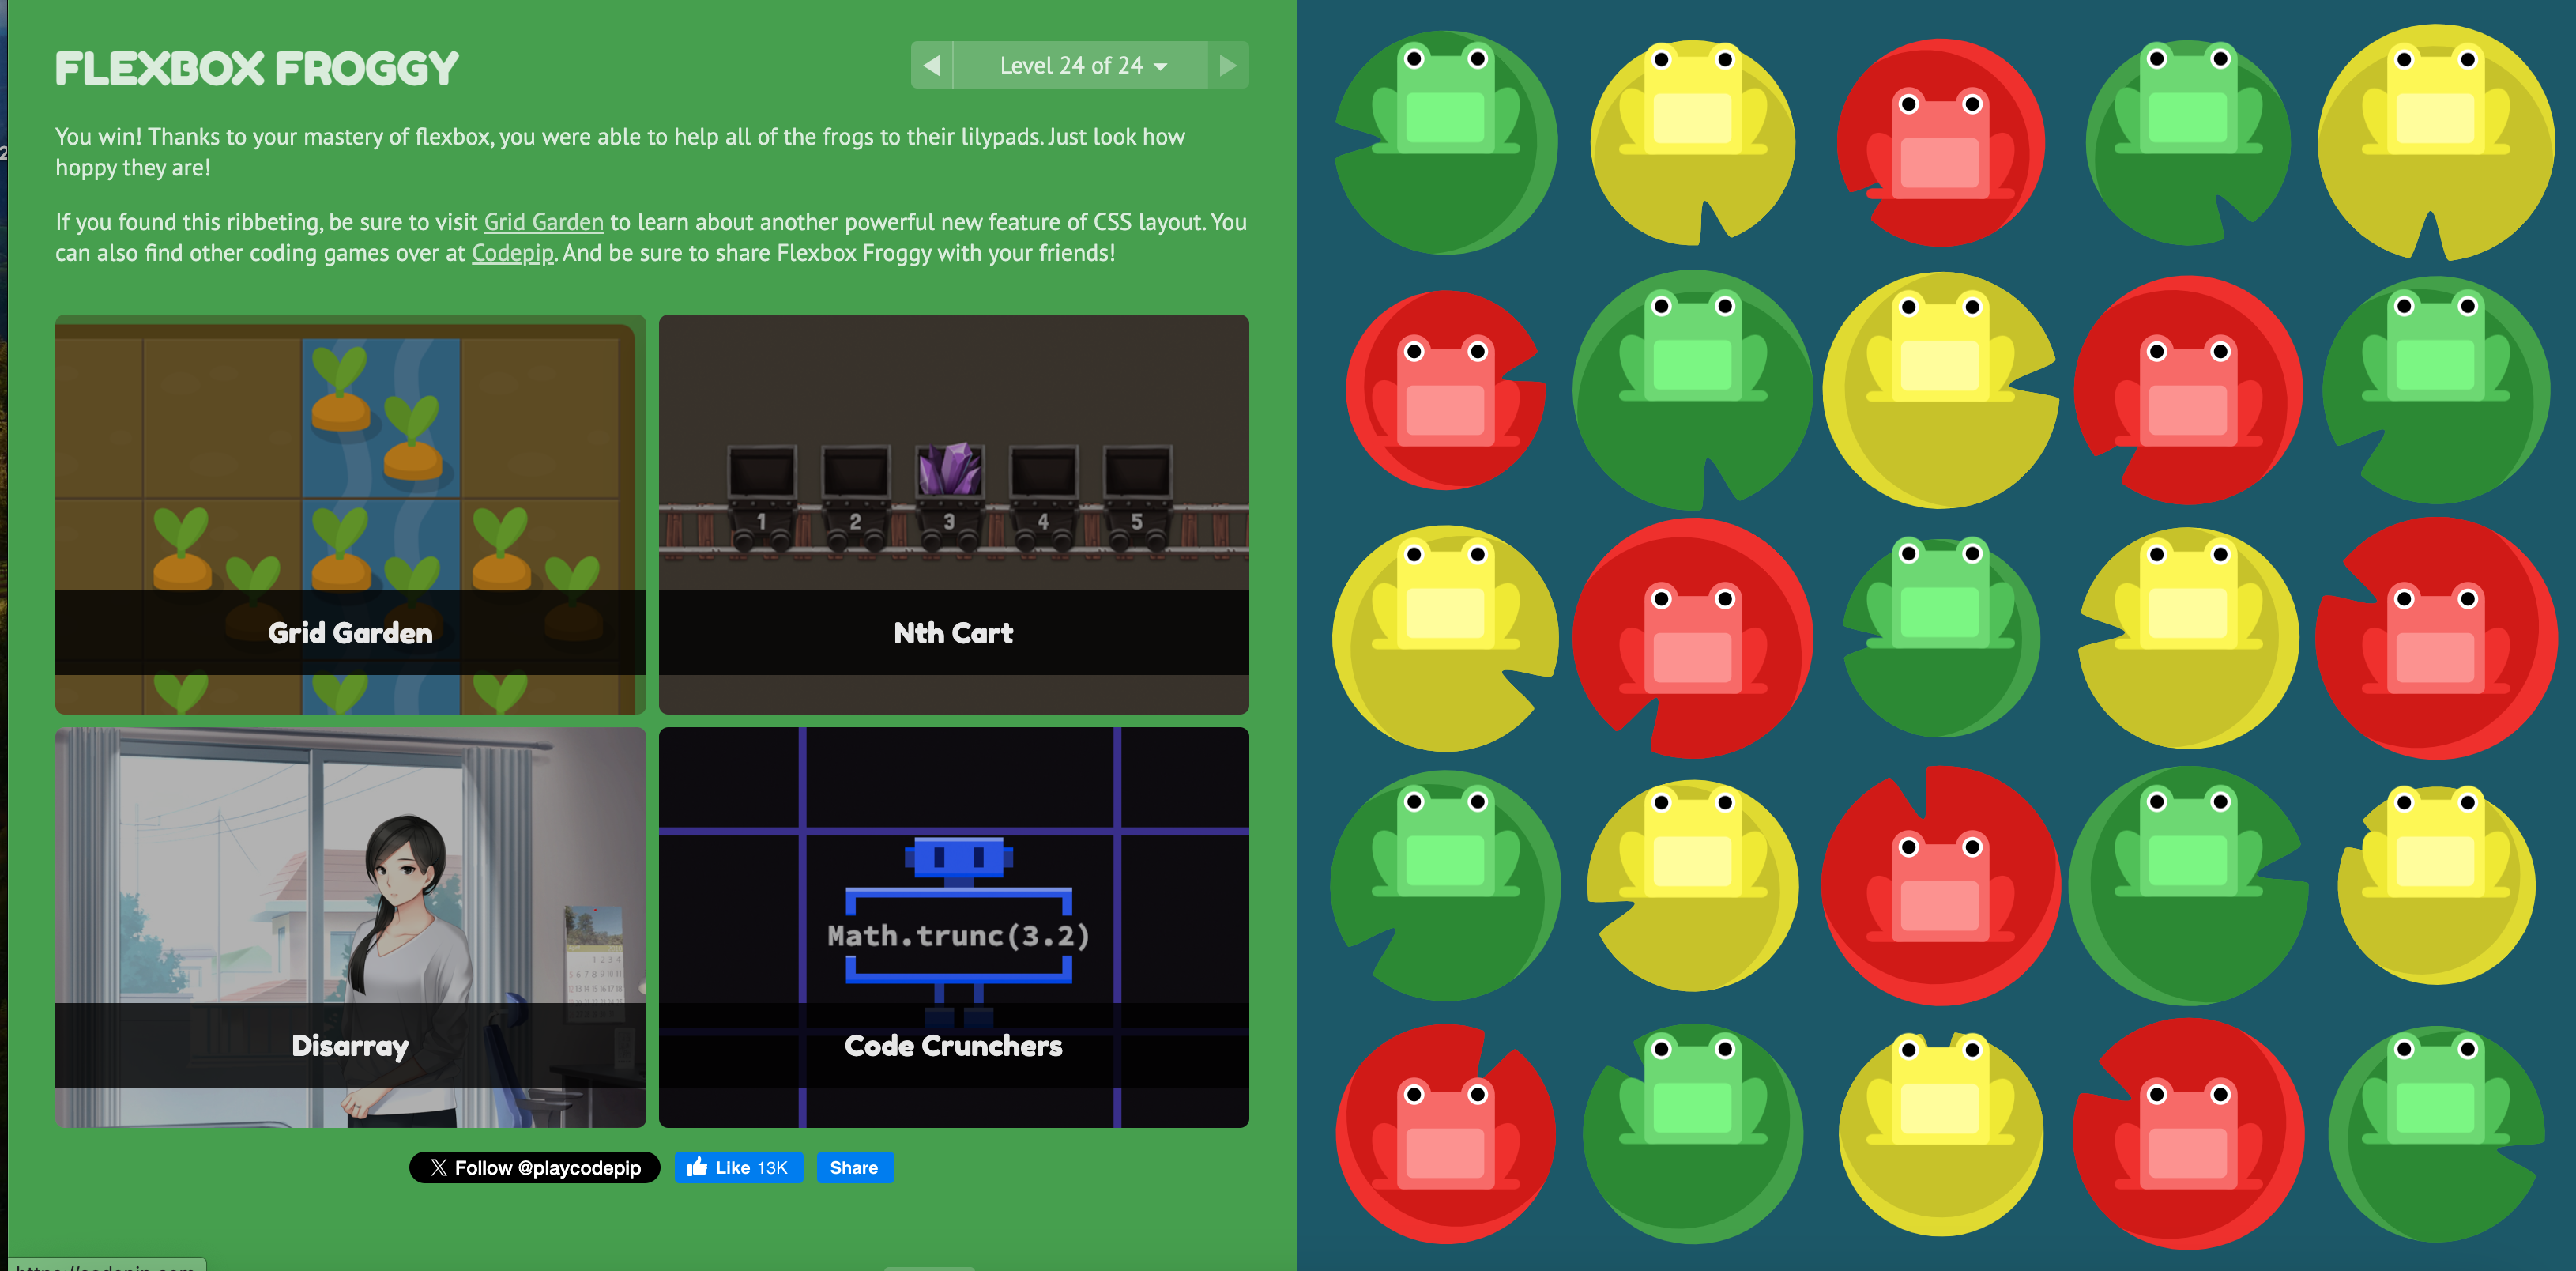 FLEXBOX FROGGY
Level 24 of 24
You win! Thanks to your mastery of flexbox, you were able to help all of the frogs to their lilypads. Just look how
hoppy they are!
If you found this ribbeting, be sure to visit Grid Garden to learn about another powerful new feature of CSS layout. You
can also find other coding games over at Codepip. And be sure to share Flexbox Froggy with your friends!
1 2 3 4 5
Grid Garden
Nth Cart
Math.trunc(3.2)
Disarray
Code Crunchers
Follow @playcodepip
Like 13K
Share